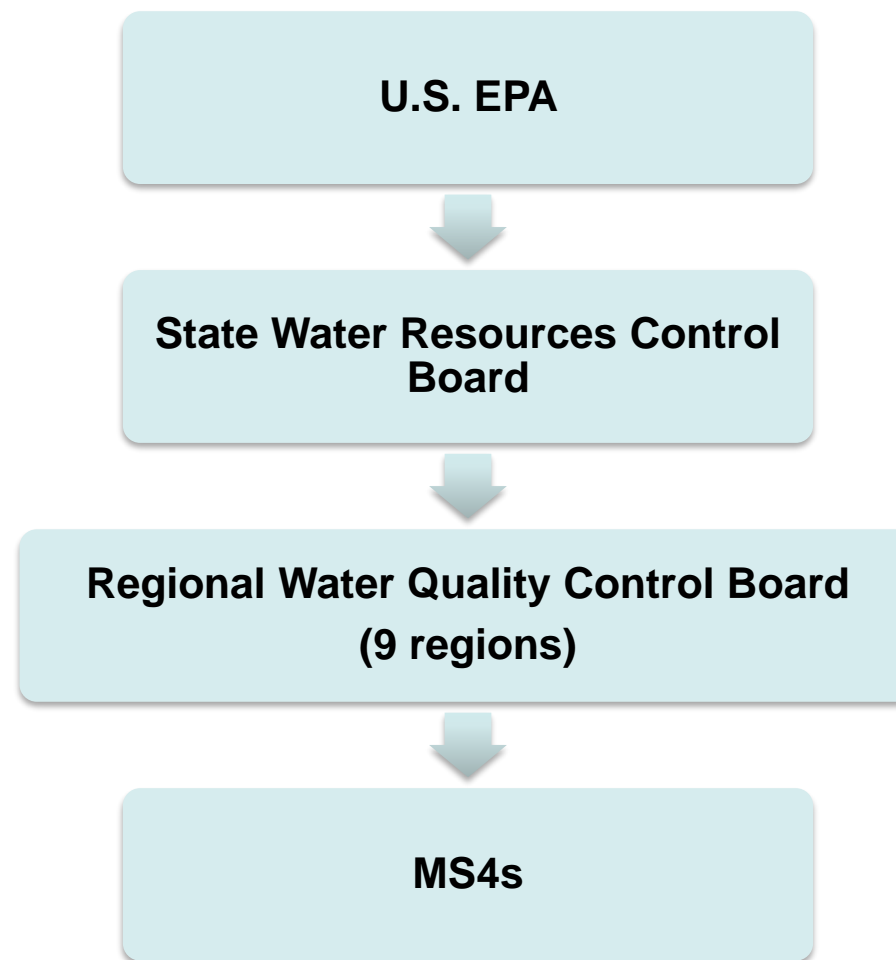 U.S. EPA
State Water Resources Control
Board
Regional Water Quality Control Board
(9 regions)
MS4s